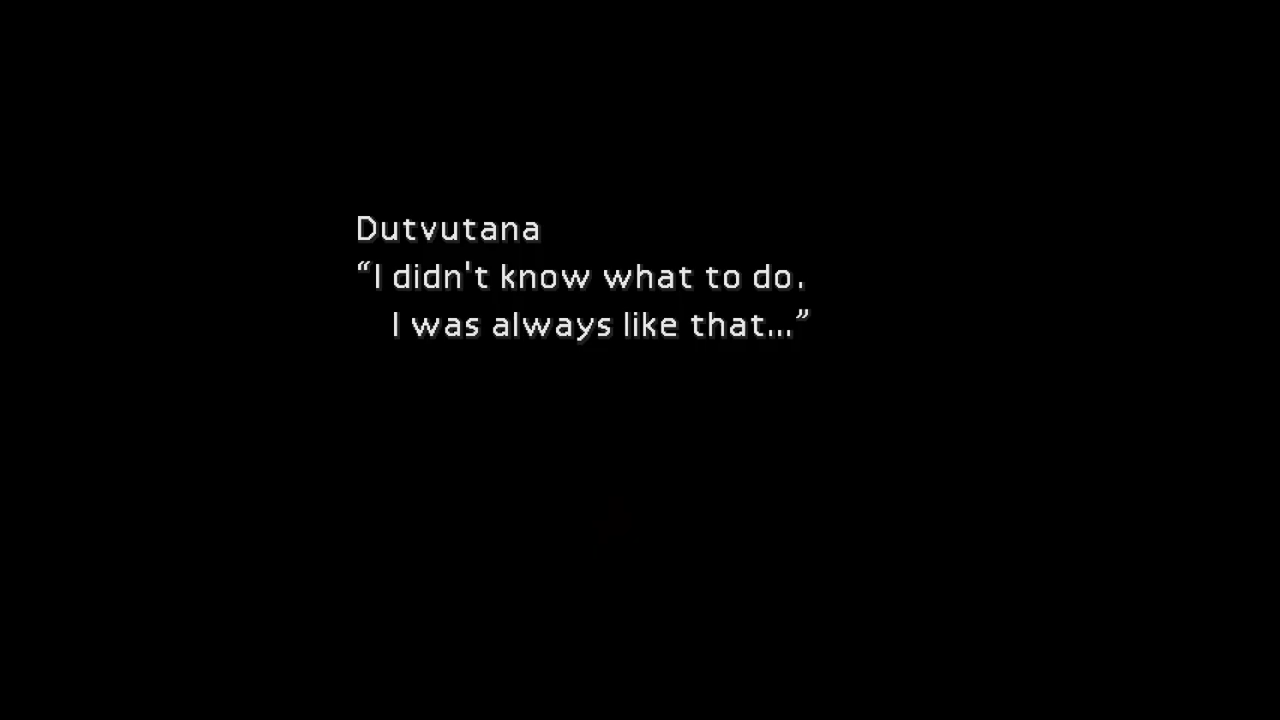 Dutvutana
“I didn't know what to do.
I was always like that...”